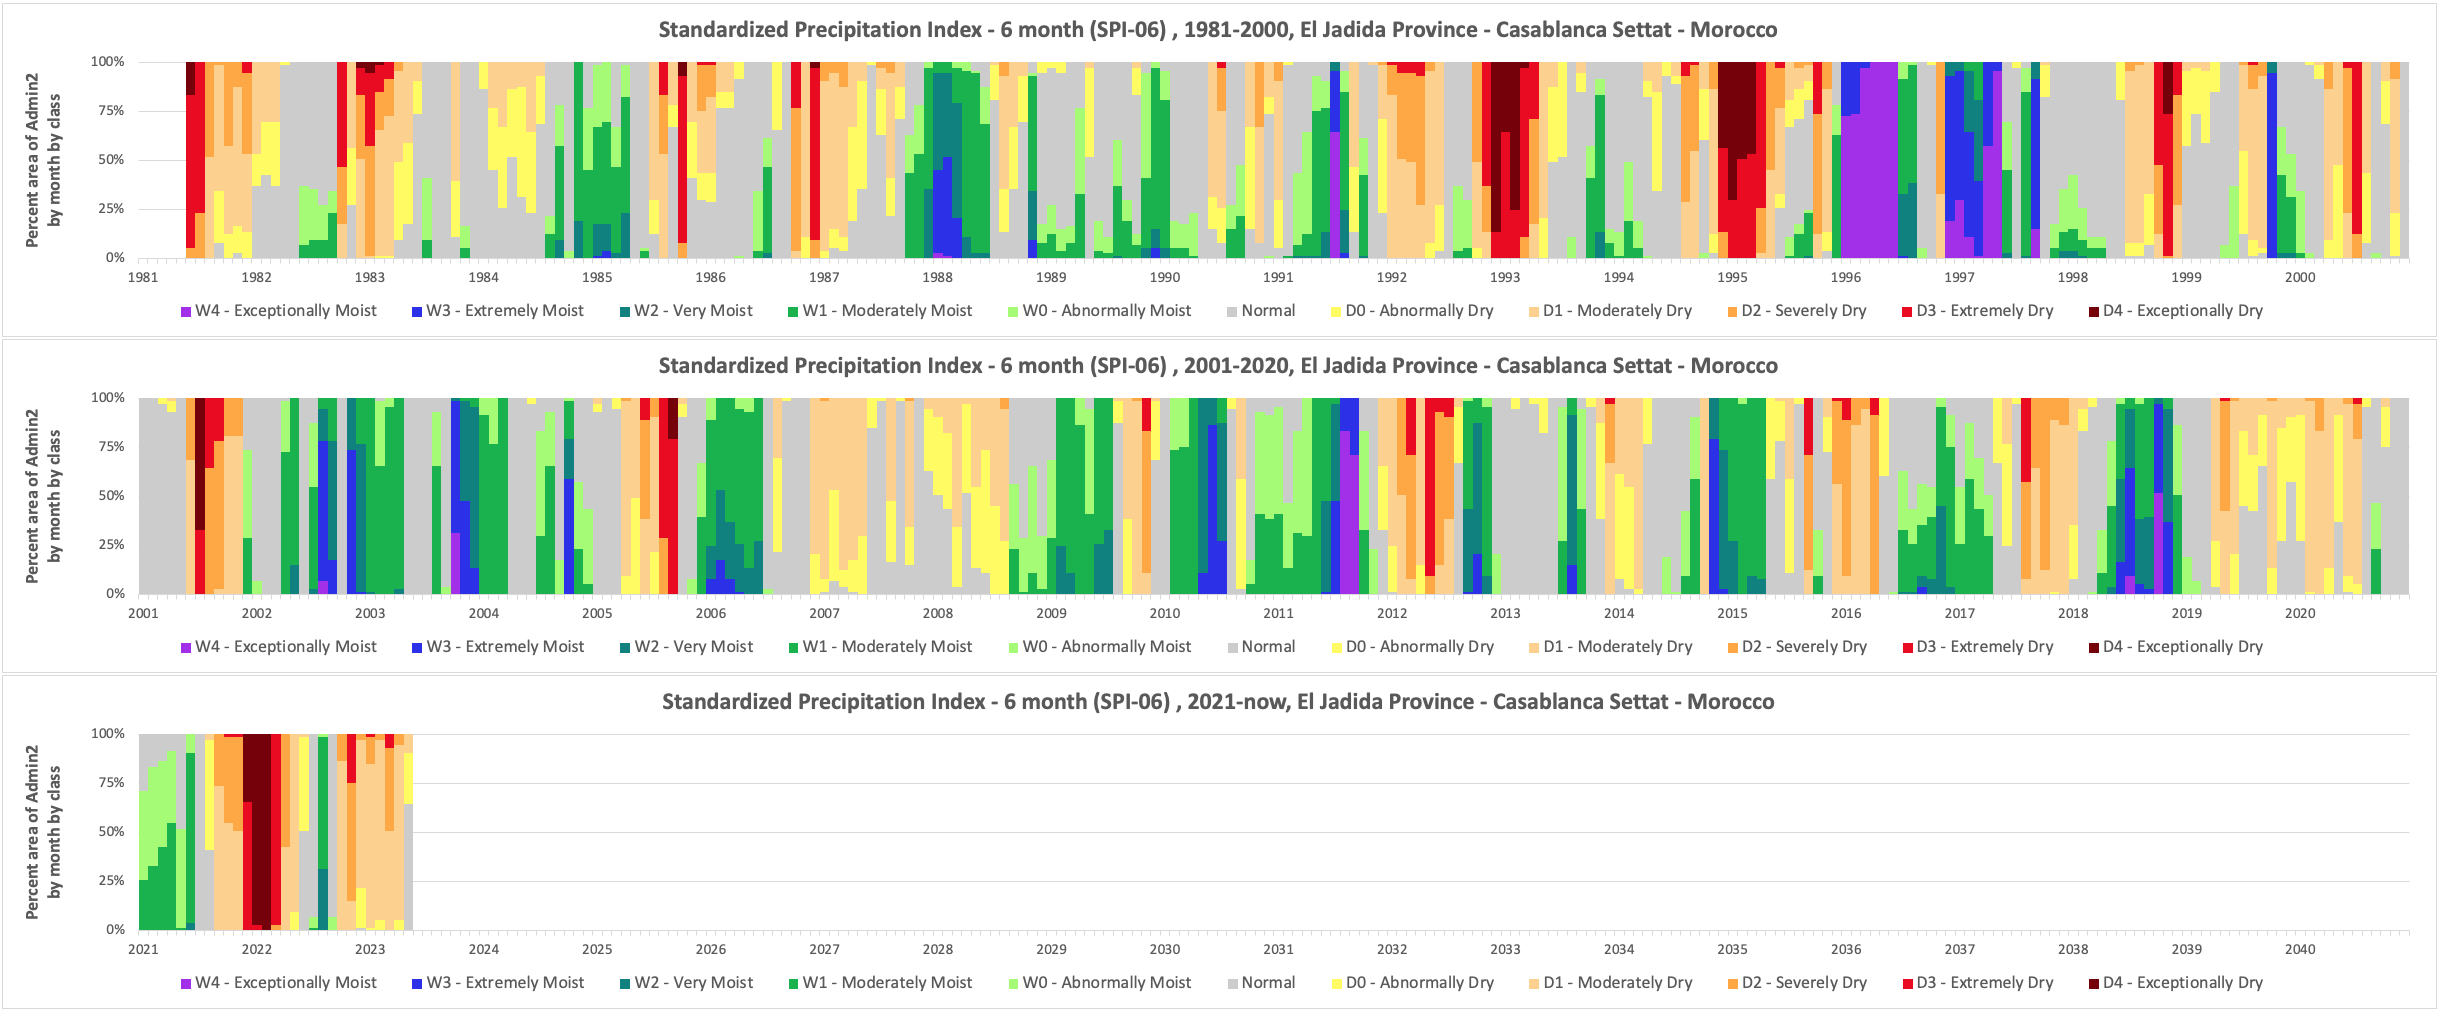 Standardized Precipitation Index - 6 month (SPI-06) , 1981-2000, El Jadida Province - Casablanca Settat - Morocco
Percent area of Admin2
by month by class
100%
75%
50%
25%
0%
1981 1982 1983 1984 1985 1986 1987 1988 1989 1990 1991 1992 1993 1994 1995 1996 1997 1998 1999 2000
W4 - Exceptionally Moist W3 - Extremely Moist W2 - Very Moist W1 - Moderately Moist W0 - Abnormally Moist Normal D0 - Abnormally Dry D1 - Moderately Dry D2 - Severely Dry D3 - Extremely Dry D4 - Exceptionally Dry
Standardized Precipitation Index - 6 month (SPI-06) , 2001-2020, El Jadida Province - Casablanca Settat - Morocco
Percent area of Admin2
by month by class
100%
75%
50%
25%
0%
2001 2002 2003 2004 2005 2006 2007 2008 2009 2010 2011 2012 2013 2014 2015 2016 2017 2018 2019 2020
W4 - Exceptionally Moist W3 - Extremely Moist W2 - Very Moist W1 - Moderately Moist W0 - Abnormally Moist Normal D0 - Abnormally Dry D1 - Moderately Dry D2 - Severely Dry D3 - Extremely Dry D4 - Exceptionally Dry
Standardized Precipitation Index - 6 month (SPI-06) , 2021-now, El Jadida Province - Casablanca Settat - Morocco
Percent area of Admin2
by month by class
100%
75%
50%
25%
0%
2021 2022 2023 2024 2025 2026 2027 2028 2029 2030 2031 2032 2033 2034 2035 2036 2037 2038 2039 2040
W4 - Exceptionally Moist W3 - Extremely Moist W2 - Very Moist W1 - Moderately Moist W0 - Abnormally Moist Normal D0 - Abnormally Dry D1 - Moderately Dry D2 - Severely Dry D3 - Extremely Dry D4 - Exceptionally Dry